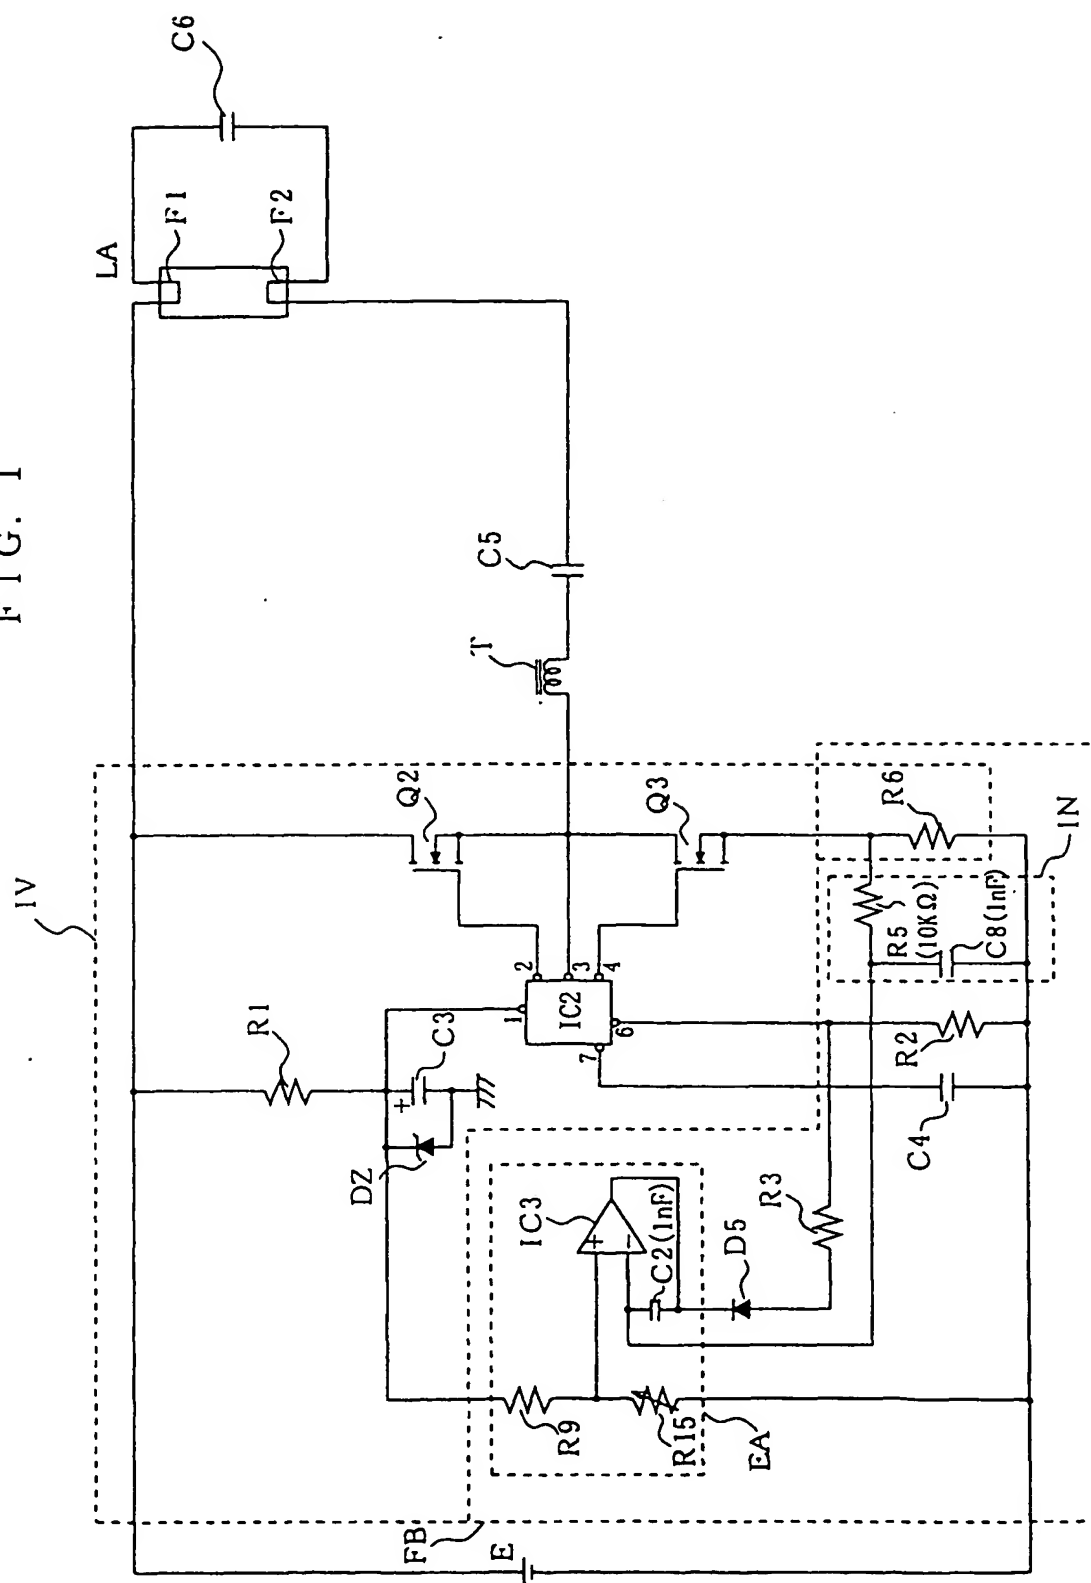 FIG. 1
C6
LA
F1
F2
C5
T
IV
Q2
Q3
R6
IN
R1
C3
DZ
1
2
3
4
IC2
6
7
R5
(10KΩ)
C8(1nF)
R2
C4
IC3
+
+
−
C2(1nF)
D5
R3
R9
R15
EA
FB
E